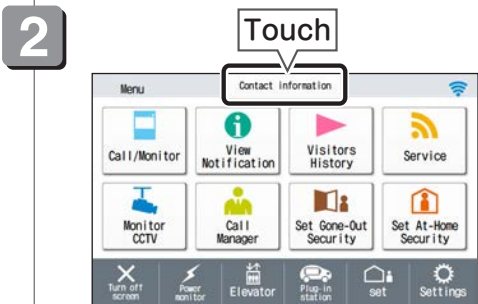 2
Touch
Menu
Contact information
Call/Monitor
View
Notification
Visitors
History
Service
Monitor
CCTV
Call
Manager
Set Gone-Out
Security
Set At-Home
Security
Turn off
screen
Power
monitor
Elevator
Plug-in
station
set
Settings